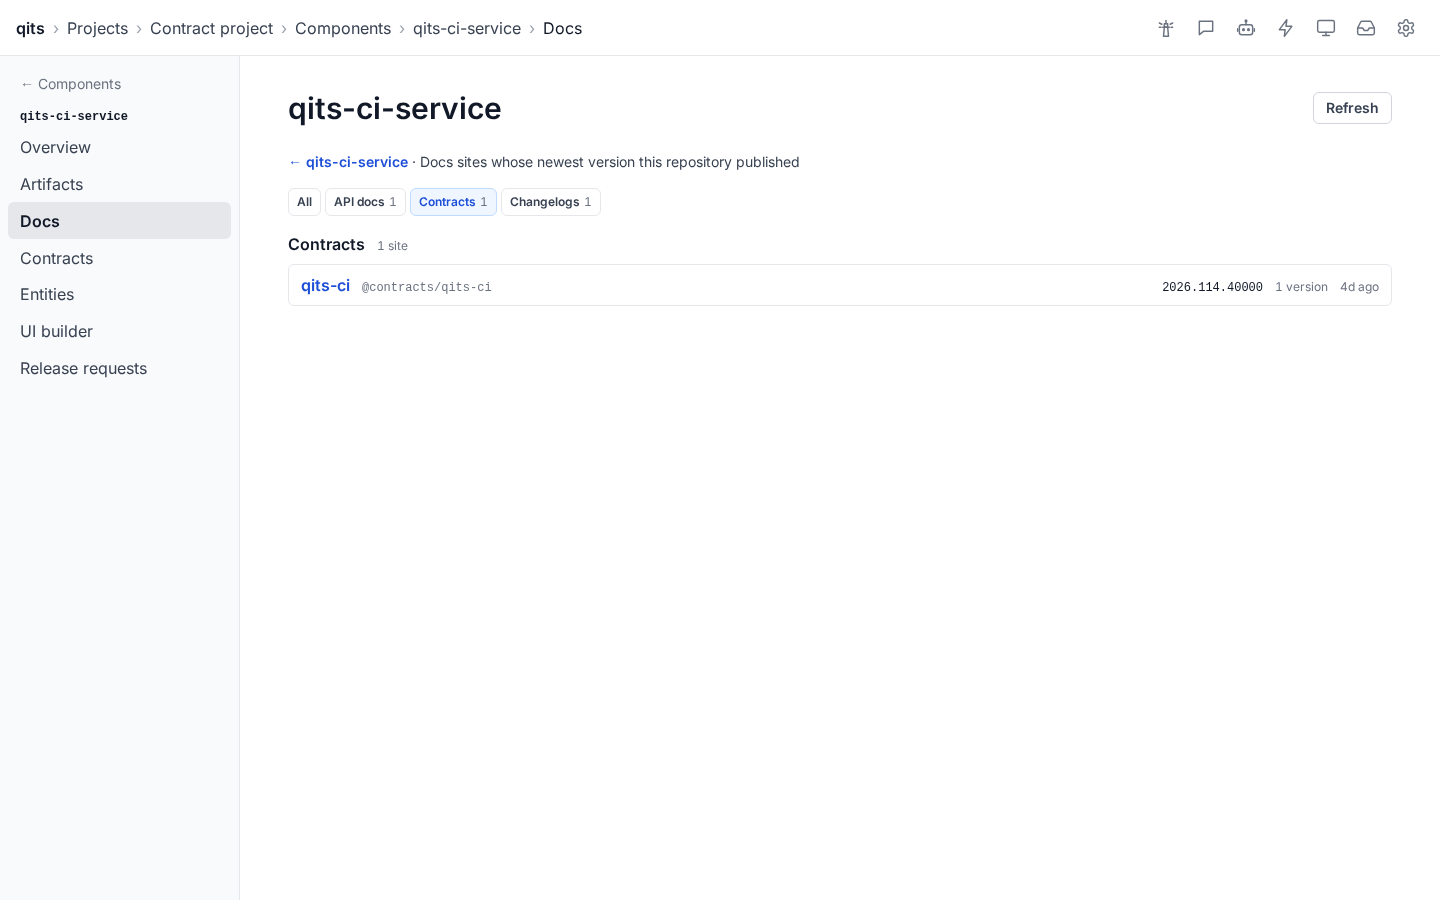 qits › Projects › Contract project › Components › qits-ci-service › Docs
← Components
qits-ci-service
Overview
Artifacts
Docs
Contracts
Entities
UI builder
Release requests
qits-ci-service
Refresh
← qits-ci-service · Docs sites whose newest version this repository published
All API docs 1 Contracts 1 Changelogs 1
Contracts 1 site
qits-ci @contracts/qits-ci 2026.114.40000 1 version 4d ago